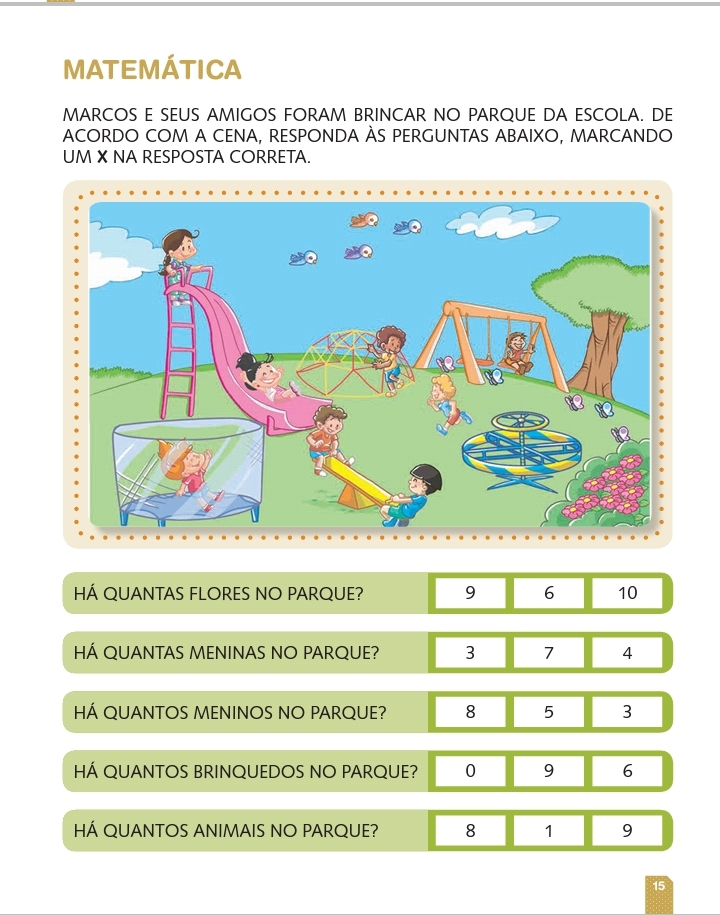 MATEMÁTICA
MARCOS E SEUS AMIGOS FORAM BRINCAR NO PARQUE DA ESCOLA. DE
ACORDO COM A CENA, RESPONDA ÀS PERGUNTAS ABAIXO, MARCANDO
UM X NA RESPOSTA CORRETA.
HÁ QUANTAS FLORES NO PARQUE? 9 6 10
HÁ QUANTAS MENINAS NO PARQUE? 3 7 4
HÁ QUANTOS MENINOS NO PARQUE? 8 5 3
HÁ QUANTOS BRINQUEDOS NO PARQUE? 0 9 6
HÁ QUANTOS ANIMAIS NO PARQUE? 8 1 9
15